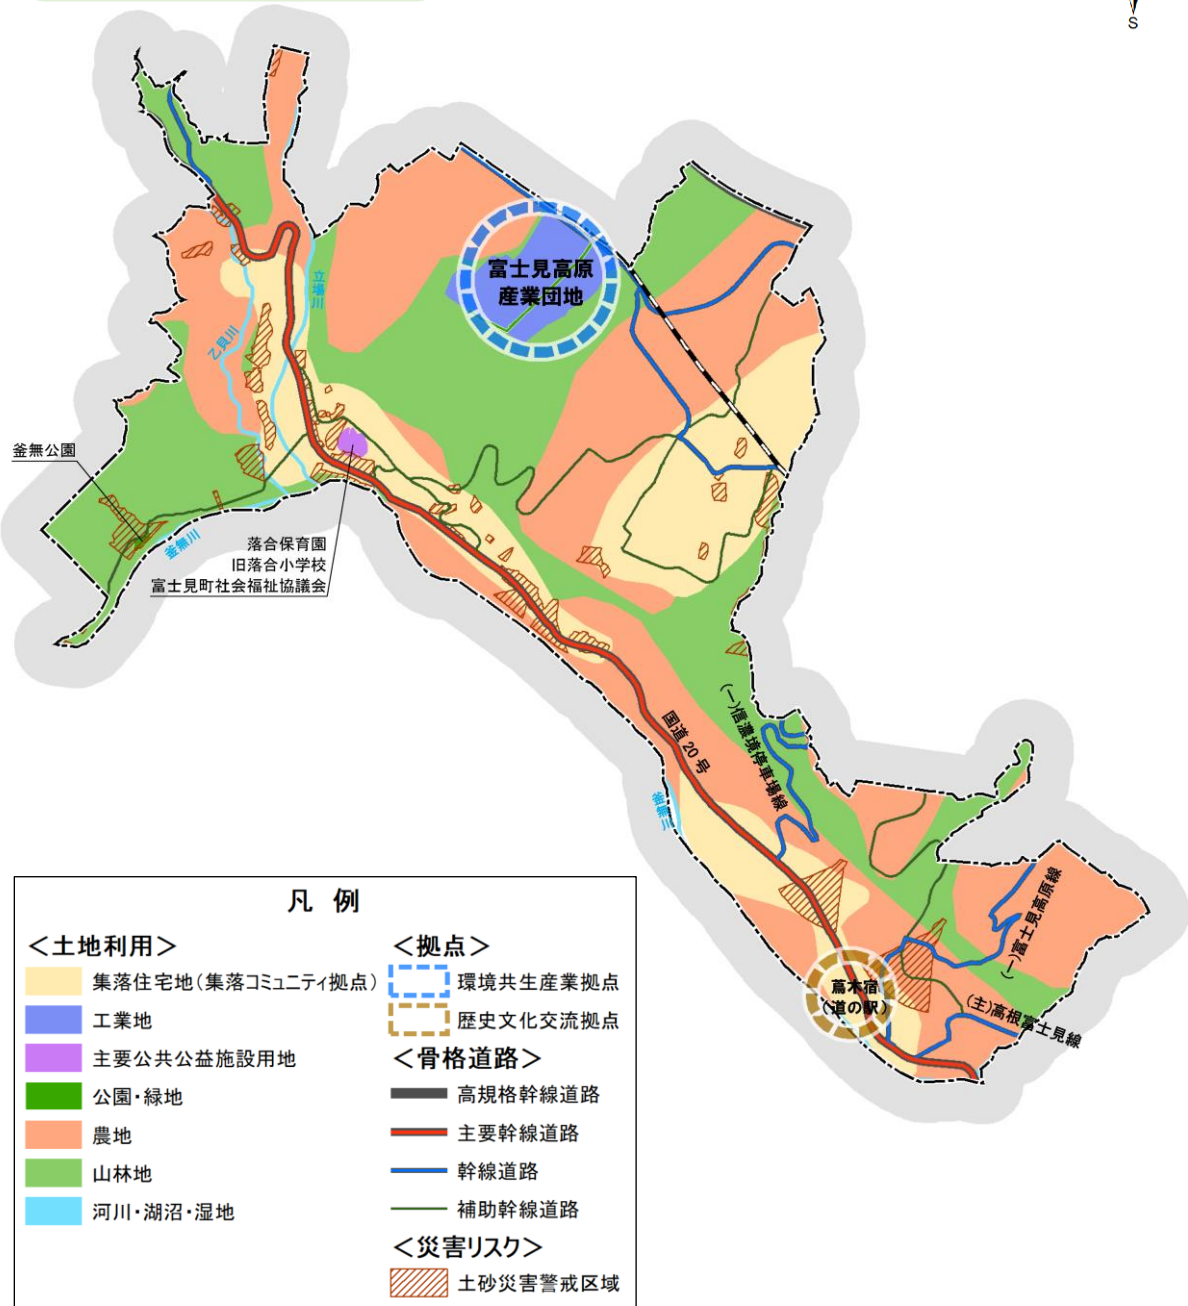 S
富士見高原
産業団地
立場川
乙貝川
釜無公園
釜無川
落合保育園
旧落合小学校
富士見町社会福祉協議会
(一)信濃境停車場線
国道20号
釜無川
(一)富士見高原線
蔦木宿
(道の駅)
(主)高根富士見線
凡 例
<土地利用>
集落住宅地(集落コミュニティ拠点)
工業地
主要公共公益施設用地
公園・緑地
農地
山林地
河川・湖沼・湿地
<拠点>
環境共生産業拠点
歴史文化交流拠点
<骨格道路>
高規格幹線道路
主要幹線道路
幹線道路
補助幹線道路
<災害リスク>
土砂災害警戒区域